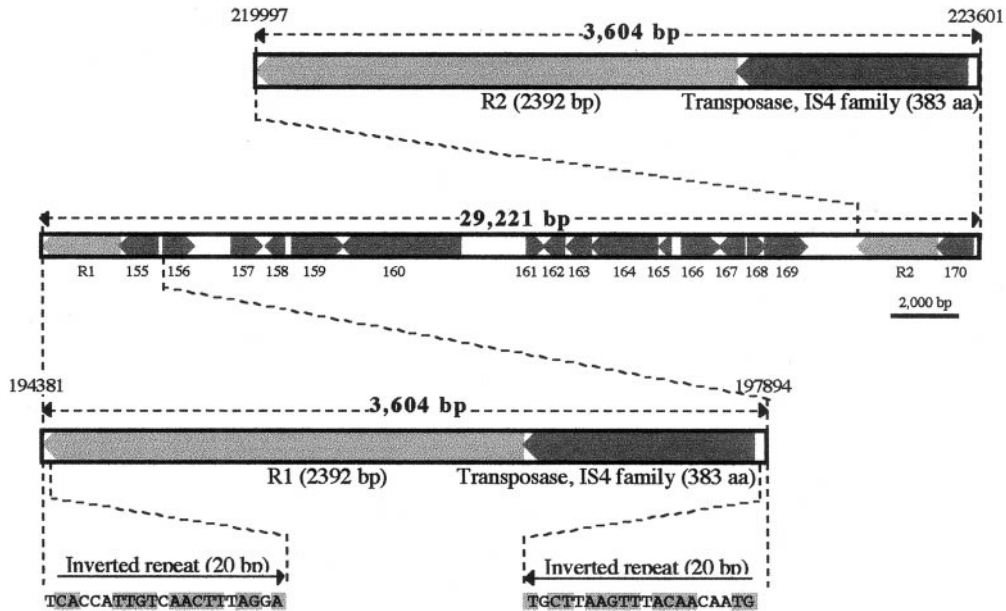 219997 223601
3,604 bp
R2 (2392 bp) Transposase, IS4 family (383 aa)
29,221 bp
R1 155 156 157 158 159 160 161 162 163 164 165 166 167 168 169 R2 170
2,000 bp
194381 197894
3,604 bp
R1 (2392 bp) Transposase, IS4 family (383 aa)
Inverted repeat (20 bp) Inverted repeat (20 bp)
TCACCATTGTCAACTTTAGGA TGCTTAAGTTTACAACAATG